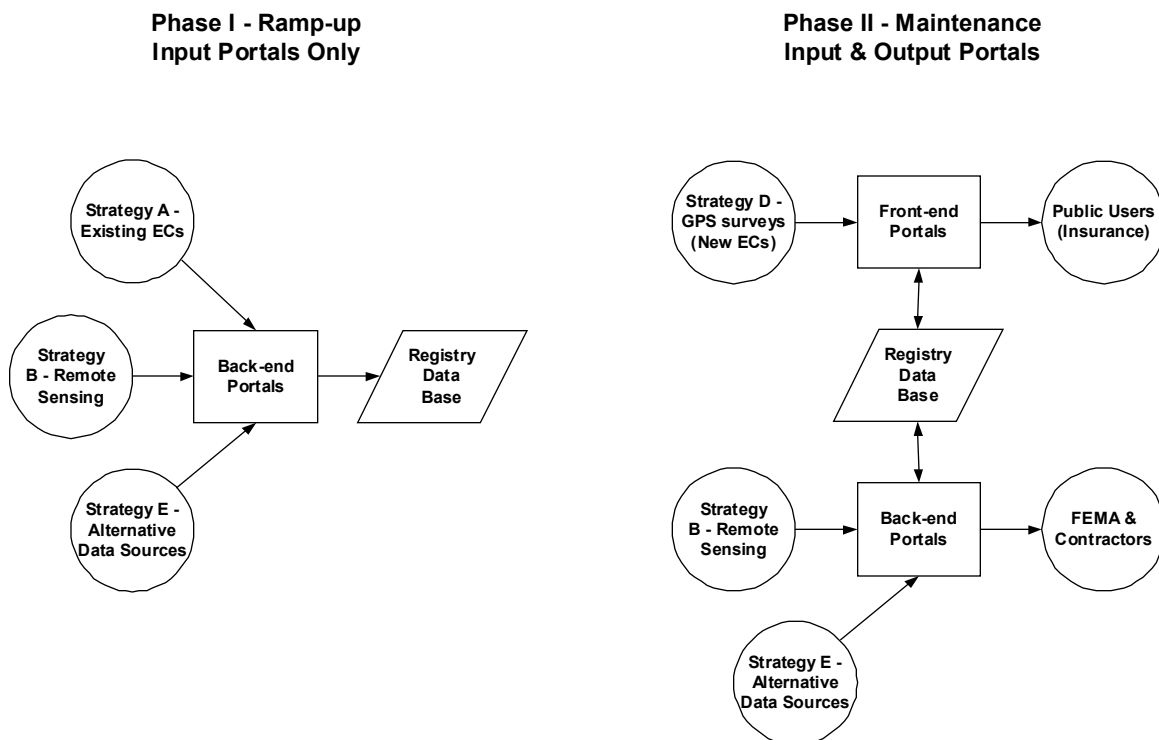 Phase I - Ramp-up
Input Portals Only
Strategy A -
Existing ECs
Strategy
B - Remote
Sensing
Back-end
Portals
Registry
Data
Base
Strategy E -
Alternative
Data Sources
Phase II - Maintenance
Input & Output Portals
Strategy D -
GPS surveys
(New ECs)
Front-end
Portals
Public Users
(Insurance)
Registry
Data
Base
Strategy
B - Remote
Sensing
Back-end
Portals
FEMA &
Contractors
Strategy E -
Alternative
Data Sources